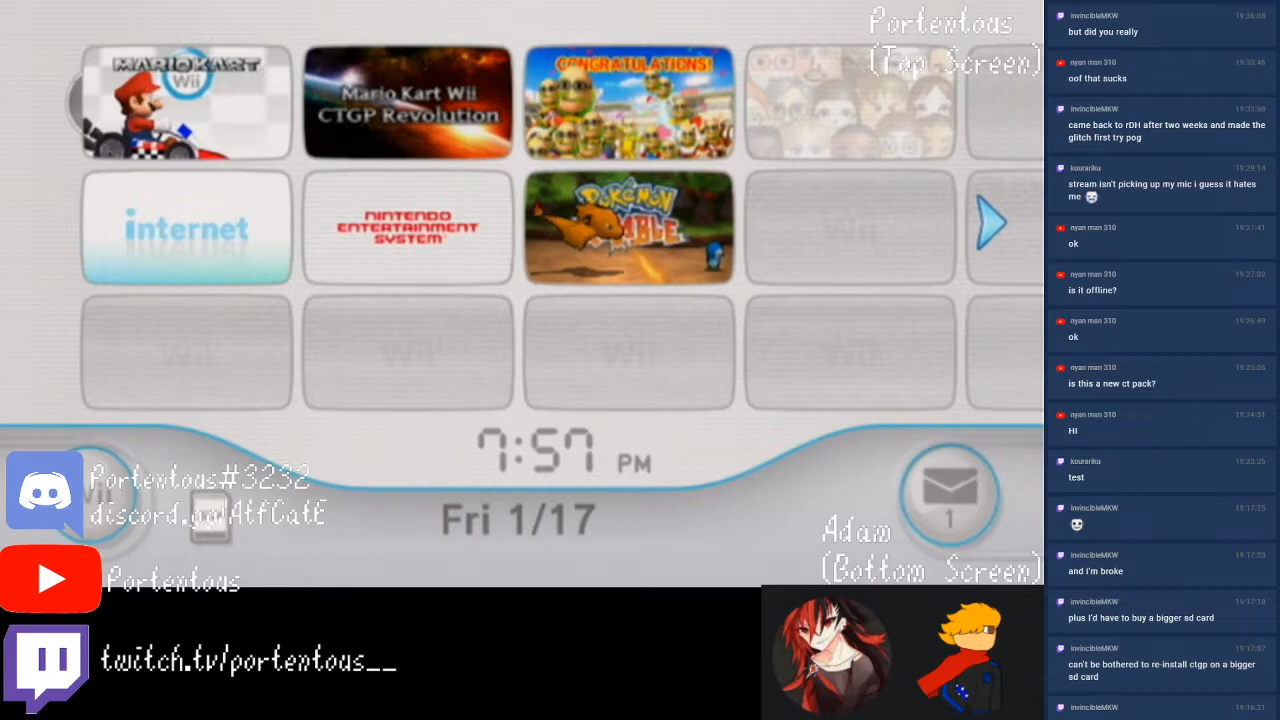 Portentous
(Top Screen)
MARIOKART
Wii
Mario Kart Wii
CTGP Revolution
CONGRATULATIONS!
internet
NINTENDO
ENTERTAINMENT
SYSTEM
POKéMON
Wii
Wii
Wii
Wii
Wii
7:57 PM
Fri 1/17
1
Portentous#3232
Portentous
twitch.tv/portentous__
Adam
(Bottom Screen)
invincibleMKW 19:36:08
but did you really
nyan man 310 19:35:46
oof that sucks
invincibleMKW 19:33:58
came back to rDH after two weeks and made the
glitch first try pog
kourariku 19:29:14
stream isn't picking up my mic i guess it hates
me
nyan man 310 19:27:41
ok
nyan man 310 19:27:02
is it offline?
nyan man 310 19:26:49
ok
nyan man 310 19:25:56
is this a new ct pack?
nyan man 310 19:24:51
HI
kourariku 19:23:26
test
invincibleMKW 19:17:25
invincibleMKW 19:17:23
and I'm broke
invincibleMKW 19:17:18
plus I'd have to buy a bigger sd card
invincibleMKW 19:17:07
can't be bothered to re-install ctgp on a bigger
sd card
invincibleMKW 19:16:21